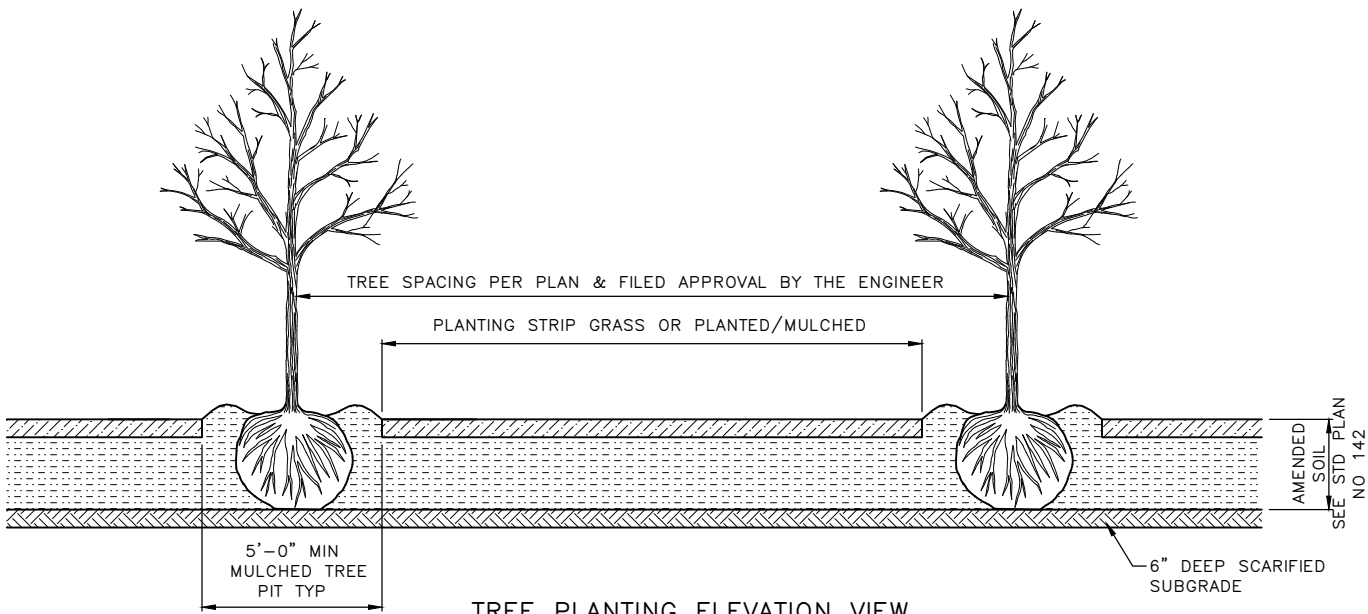 TREE SPACING PER PLAN & FILED APPROVAL BY THE ENGINEER
PLANTING STRIP GRASS OR PLANTED/MULCHED
AMENDED
SOIL
SEE STD PLAN
NO 142
5'-0" MIN
MULCHED TREE
PIT TYP
6" DEEP SCARIFIED
SUBGRADE
TREE PLANTING ELEVATION VIEW